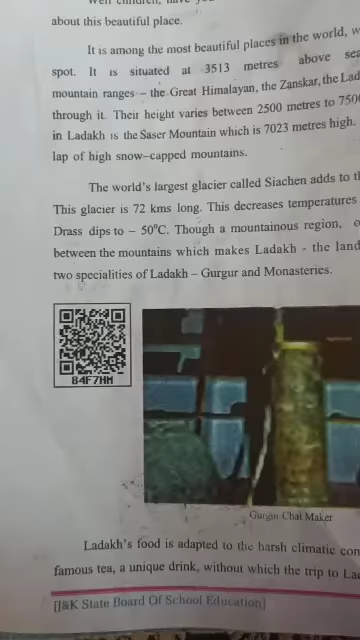 Well children, have
about this beautiful place.
It is among the most beautiful places in the world, w
spot. It is situated at 3513 metres above sea
mountain ranges – the Great Himalayan, the Zanskar, the Lad
through it. Their height varies between 2500 metres to 750
in Ladakh is the Saser Mountain which is 7023 metres high.
lap of high snow-capped mountains.
The world's largest glacier called Siachen adds to t
This glacier is 72 kms long. This decreases temperatures
Drass dips to – 50°C. Though a mountainous region, o
between the mountains which makes Ladakh - the land
two specialities of Ladakh – Gurgur and Monasteries.
B4F7HM
Gurgur Chai Maker
Ladakh's food is adapted to the harsh climatic con
famous tea, a unique drink, without which the trip to Lad
[J&K State Board Of School Education]